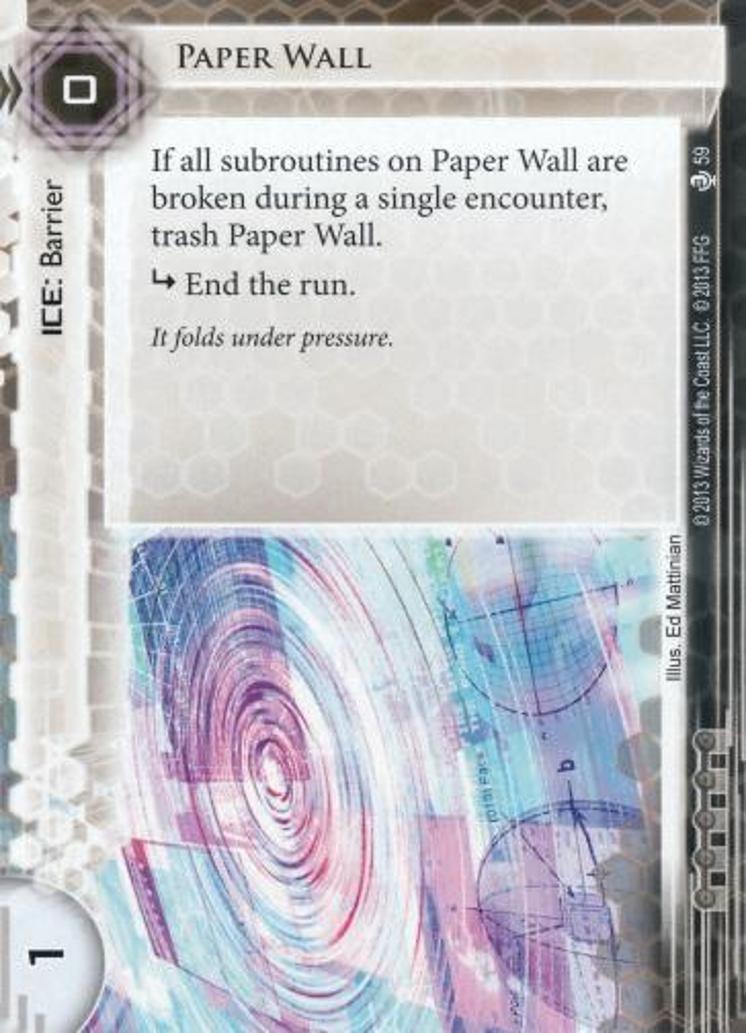 PAPER WALL
0
ICE: Barrier
If all subroutines on Paper Wall are
broken during a single encounter,
trash Paper Wall.
↳ End the run.
It folds under pressure.
59
© 2013 Wizards of the Coast LLC. © 2013 FFG
Illus. Ed Mattinian
b
c
1